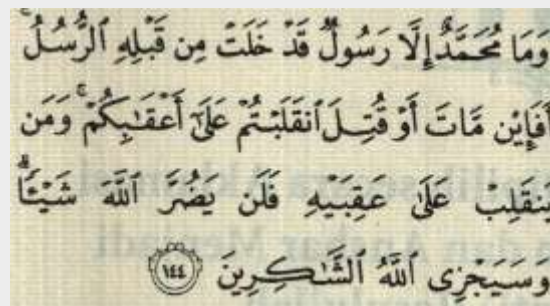 وَمَا مُحَمَّدٌ إِلَّا رَسُولٌ قَدْ خَلَتْ مِن قَبْلِهِ ٱلرُّسُلُ ۚ
أَفَإِي۟ن مَّاتَ أَوْ قُتِلَ ٱنقَلَبْتُمْ عَلَىٰٓ أَعْقَـٰبِكُمْ ۚ وَمَن
يَنقَلِبْ عَلَىٰ عَقِبَيْهِ فَلَن يَضُرَّ ٱللَّهَ شَيْـًٔا ۗ
وَسَيَجْزِى ٱللَّهُ ٱلشَّـٰكِرِينَ ١٤٤